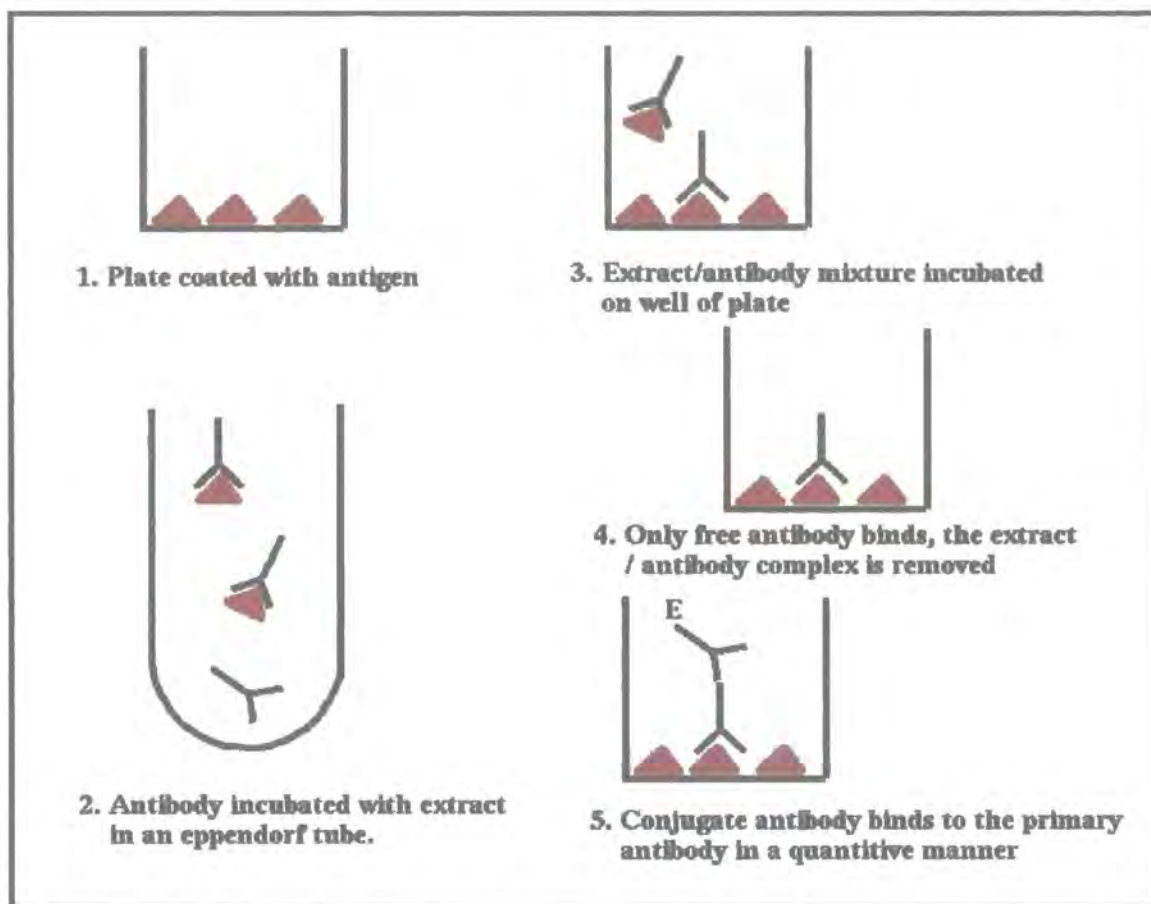 1. Plate coated with antigen
2. Antibody incubated with extract
in an eppendorf tube.
3. Extract/antibody mixture incubated
on well of plate
4. Only free antibody binds, the extract
/ antibody complex is removed
E
5. Conjugate antibody binds to the primary
antibody in a quantitive manner